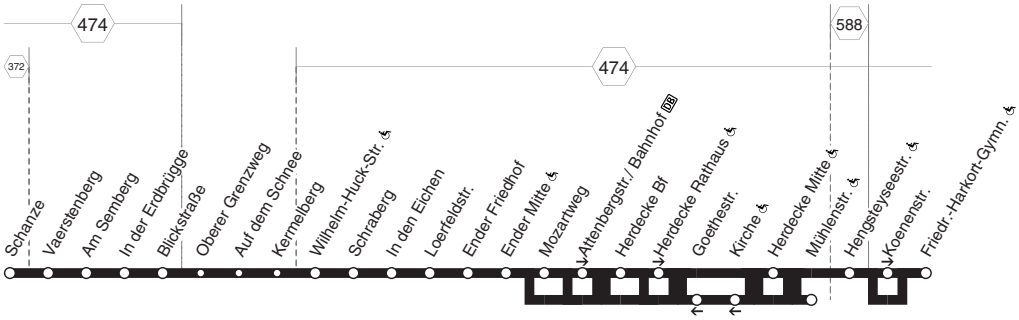 474
588
372
474
Schanze
Vaerstenberg
Am Semberg
In der Erdbrügge
Blickstraße
Oberer Grenzweg
Auf dem Schnee
Kermelberg
Wilhelm-Huck-Str.
Schraberg
In den Eichen
Loerfeldstr.
Ender Friedhof
Ender Mitte
Mozartweg
Attenbergstr./ Bahnhof DB
Herdecke Bf
Herdecke Rathaus
Goethestr.
Kirche
Herdecke Mitte
Mühlenstr.
Hengsteyseestr.
Koenenstr.
Friedr.-Harkort-Gymn.